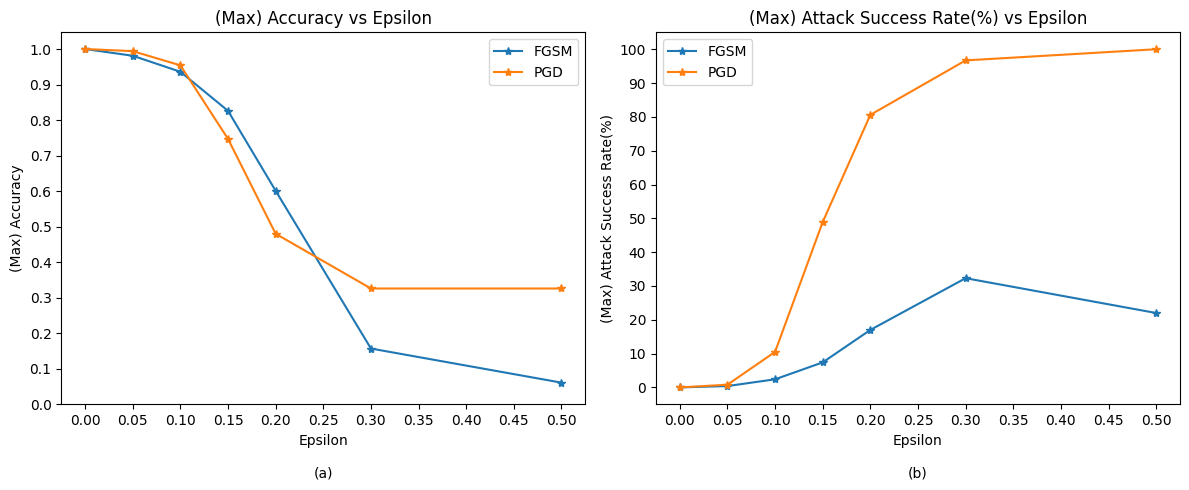 (Max) Accuracy vs Epsilon
(Max) Accuracy
1.0
0.9
0.8
0.7
0.6
0.5
0.4
0.3
0.2
0.1
0.0
FGSM
PGD
0.00 0.05 0.10 0.15 0.20 0.25 0.30 0.35 0.40 0.45 0.50
Epsilon
(a)
(Max) Attack Success Rate(%) vs Epsilon
(Max) Attack Success Rate(%)
100
90
80
70
60
50
40
30
20
10
0
FGSM
PGD
0.00 0.05 0.10 0.15 0.20 0.25 0.30 0.35 0.40 0.45 0.50
Epsilon
(b)